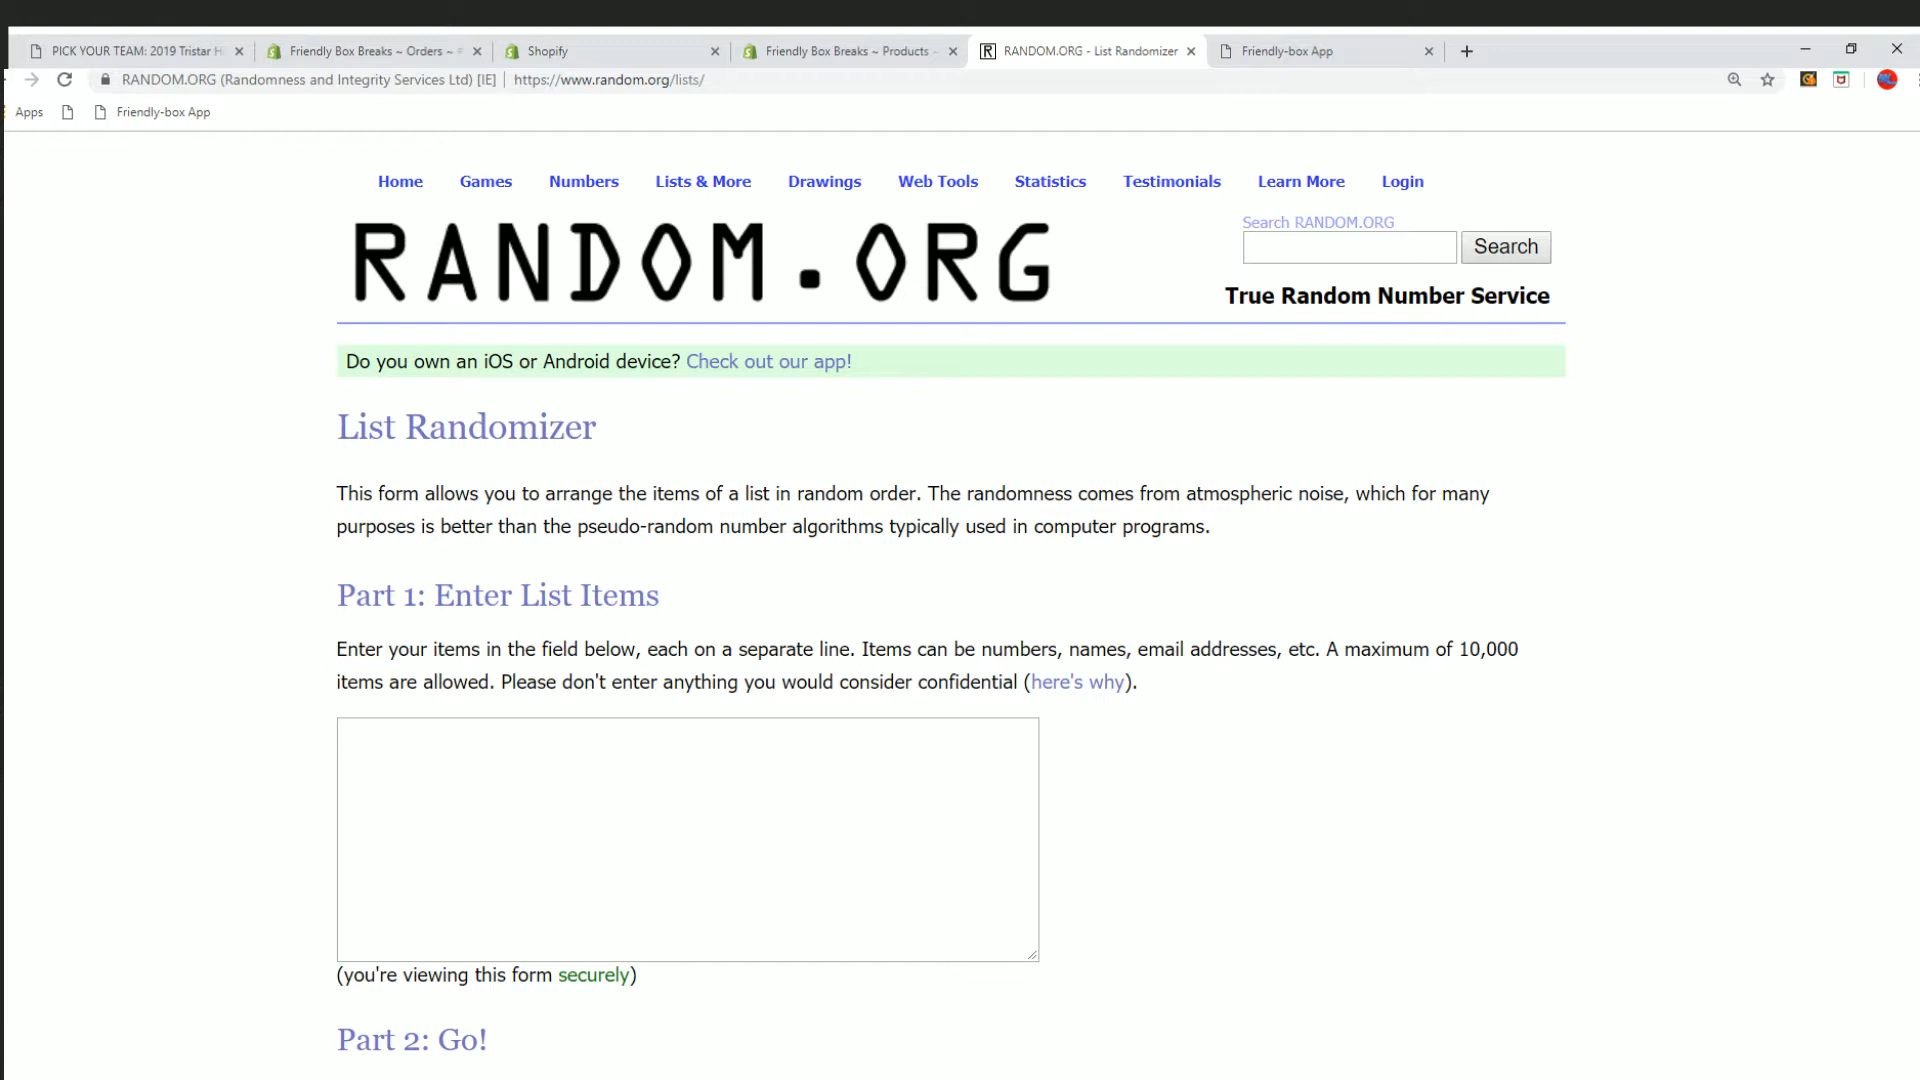 PICK YOUR TEAM: 2019 Tristar H
Friendly Box Breaks ~ Orders ~
Shopify
Friendly Box Breaks ~ Products
RANDOM.ORG - List Randomizer
Friendly-box App
RANDOM.ORG (Randomness and Integrity Services Ltd) [IE] | https://www.random.org/lists/
Apps
Friendly-box App
Home Games Numbers Lists & More Drawings Web Tools Statistics Testimonials Learn More Login
RANDOM.ORG
Search RANDOM.ORG
Search
True Random Number Service
Do you own an iOS or Android device? Check out our app!
List Randomizer
This form allows you to arrange the items of a list in random order. The randomness comes from atmospheric noise, which for many
purposes is better than the pseudo-random number algorithms typically used in computer programs.
Part 1: Enter List Items
Enter your items in the field below, each on a separate line. Items can be numbers, names, email addresses, etc. A maximum of 10,000
items are allowed. Please don't enter anything you would consider confidential (here's why).
(you're viewing this form securely)
Part 2: Go!